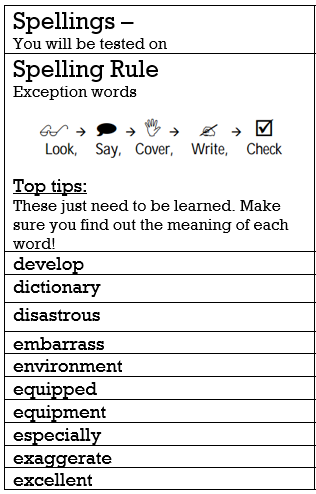 Spellings –
You will be tested on
Spelling Rule
Exception words
Look, Say, Cover, Write, Check
Top tips:
These just need to be learned. Make
sure you find out the meaning of each
word!
develop
dictionary
disastrous
embarrass
environment
equipped
equipment
especially
exaggerate
excellent